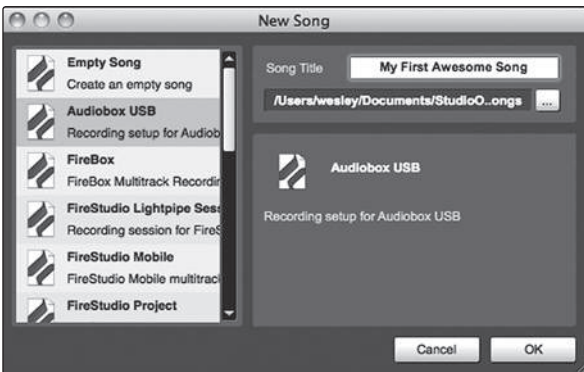 New Song
Empty Song
Create an empty song
Audiobox USB
Recording setup for Audiob
FireBox
FireBox Multitrack Recordin
FireStudio Lightpipe Sess
Recording session for FireS
FireStudio Mobile
FireStudio Mobile multitrac
FireStudio Project
Song Title
My First Awesome Song
/Users/wesley/Documents/StudioO..ongs
...
Audiobox USB
Recording setup for Audiobox USB
Cancel
OK